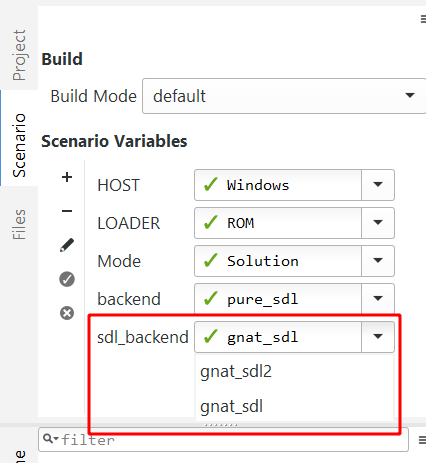 Project
Scenario
Files
Build
Build Mode default
Scenario Variables
HOST Windows
LOADER ROM
Mode Solution
backend pure_sdl
sdl_backend gnat_sdl
gnat_sdl2
gnat_sdl
filter